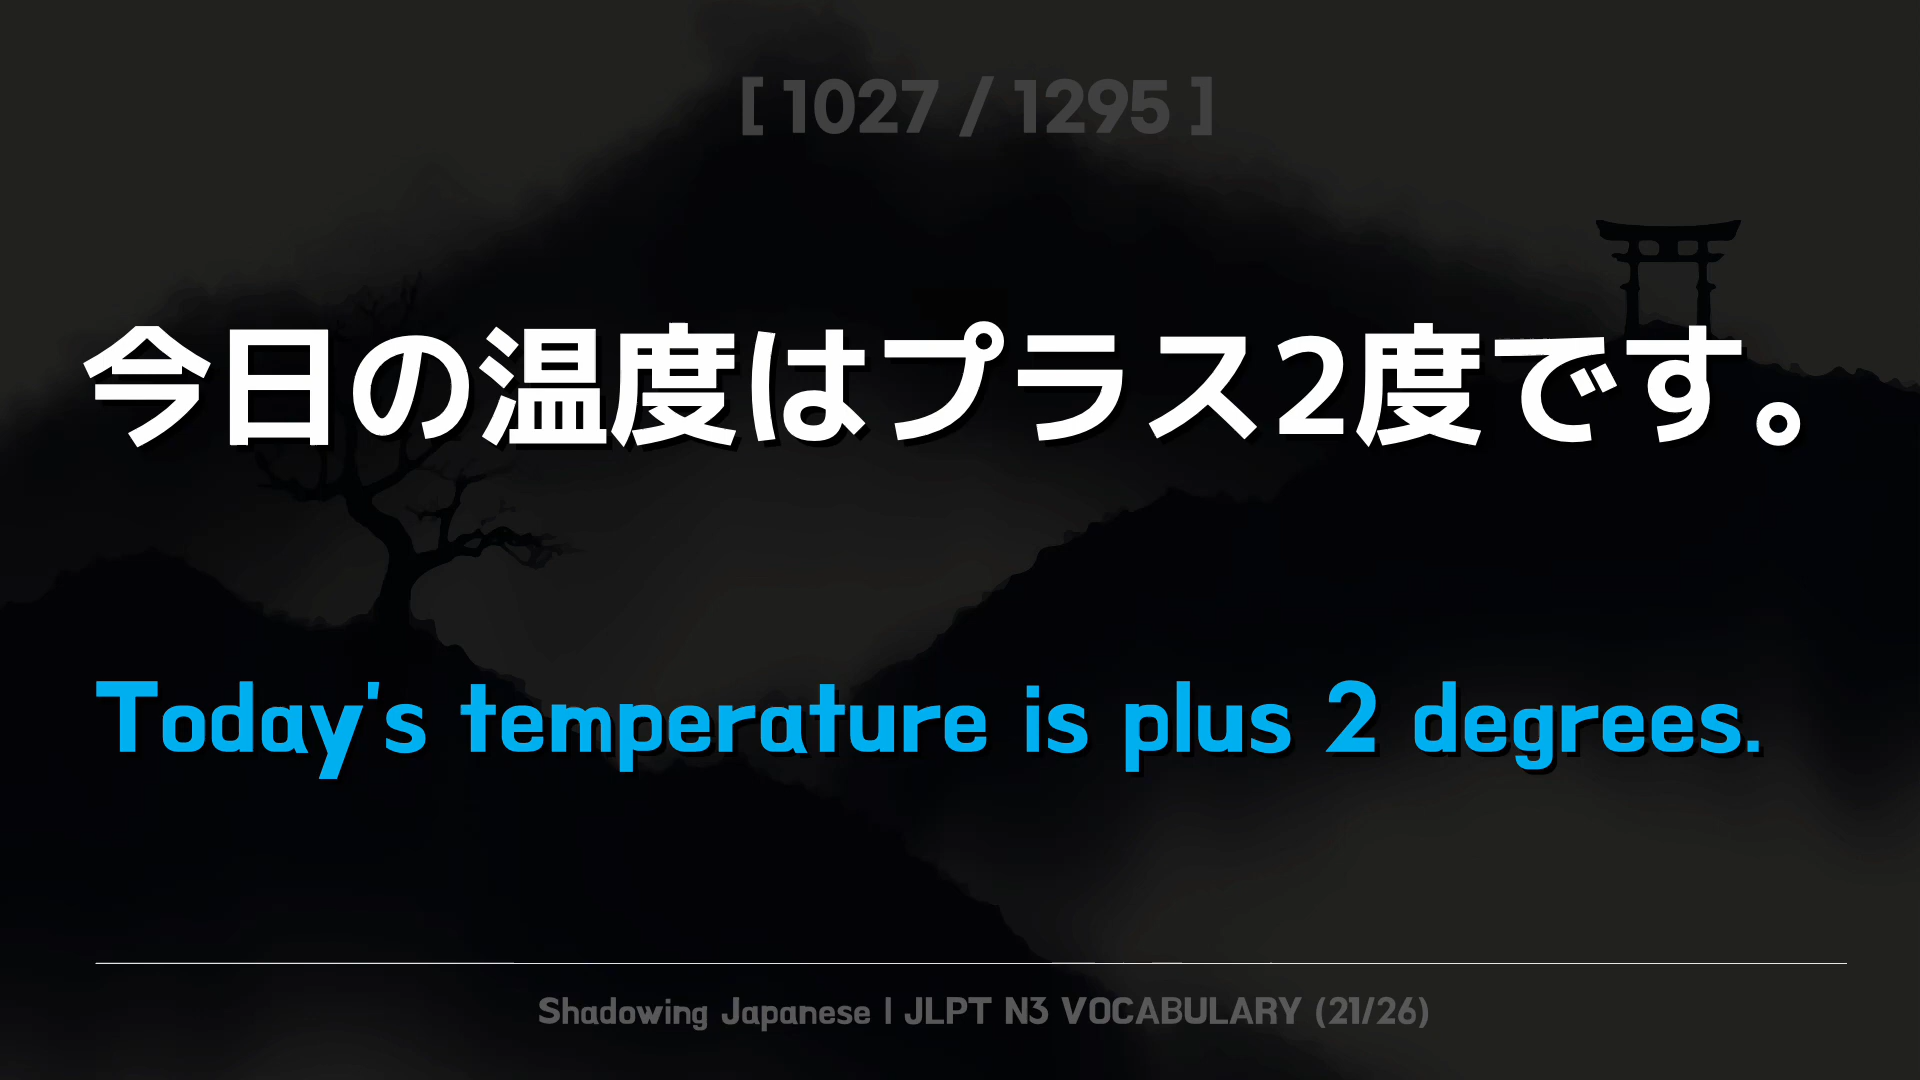 [ 1027 / 1295 ]
今日の温度はプラス2度です。
Today's temperature is plus 2 degrees.
Shadowing Japanese | JLPT N3 VOCABULARY (21/26)